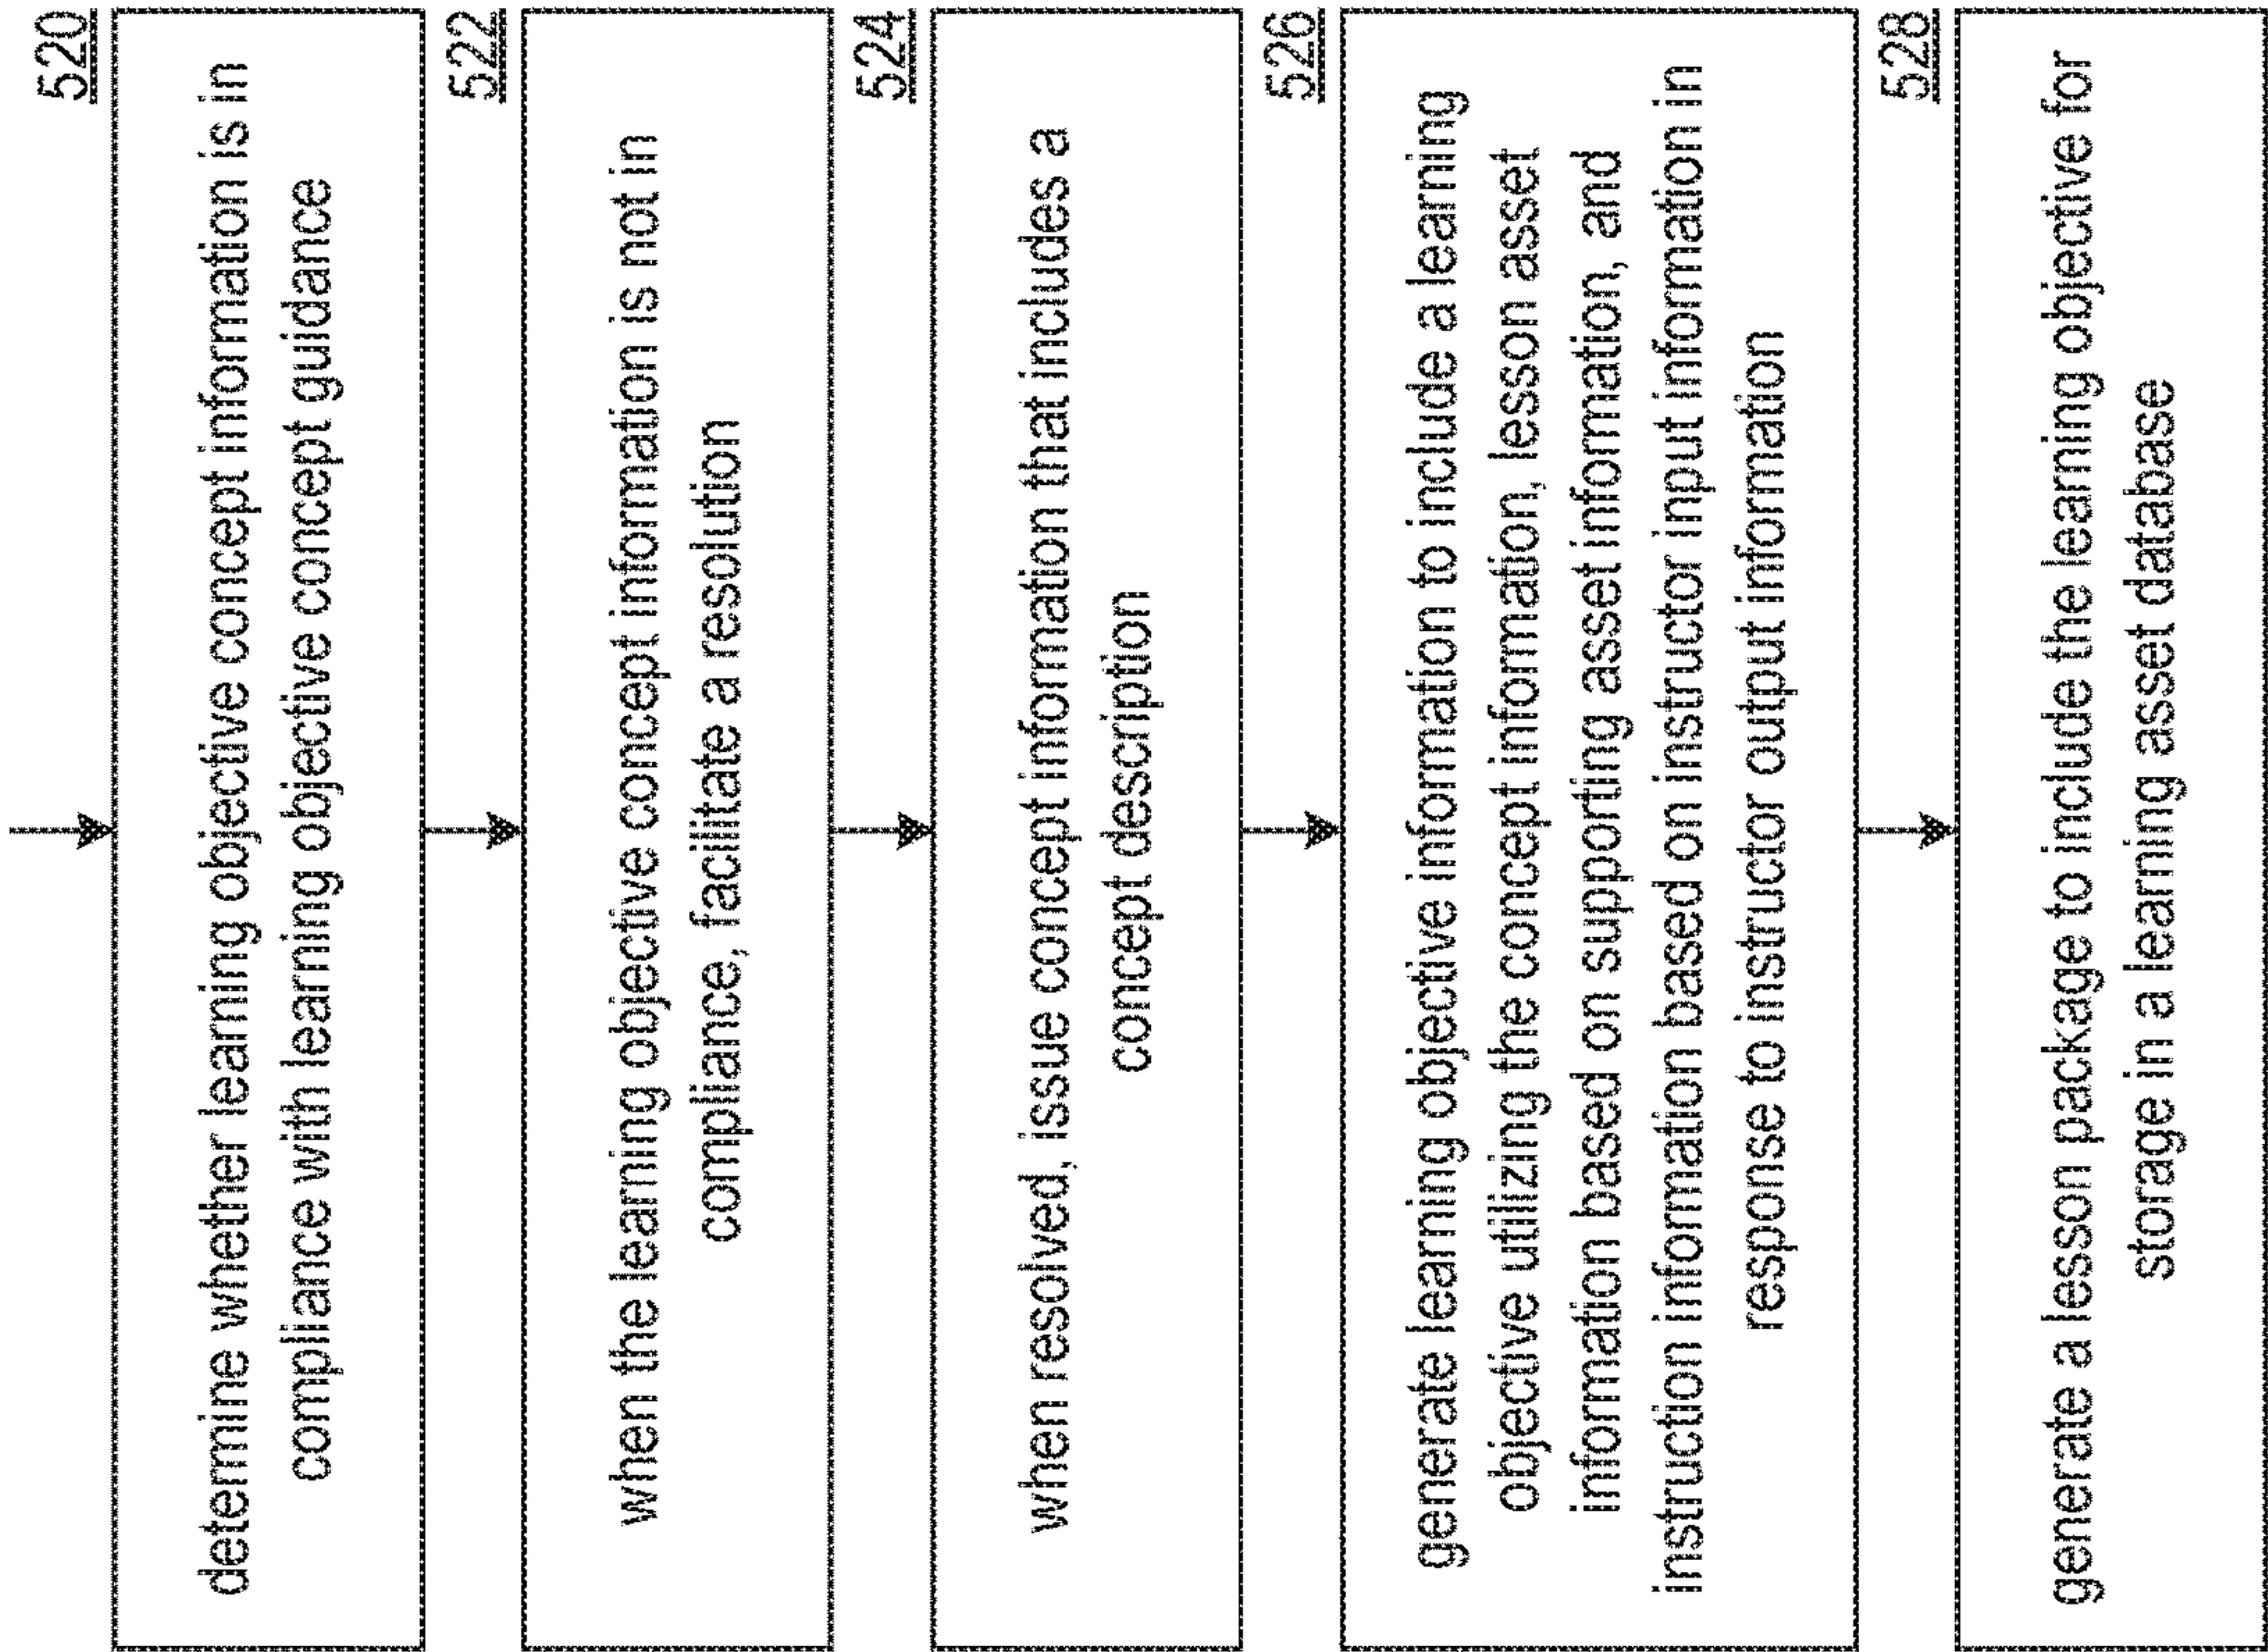 520
determine whether learning objective concept information is in
compliance with learning objective concept guidance
522
when the learning objective concept information is not in
compliance, facilitate a resolution
524
when resolved, issue concept information that includes a
concept description
526
generate learning objective information to include a learning
objective utilizing the concept information, lesson asset
information based on supporting asset information, and
instruction information based on instructor input information in
response to instructor output information
528
generate a lesson package to include the learning objective for
storage in a learning asset database